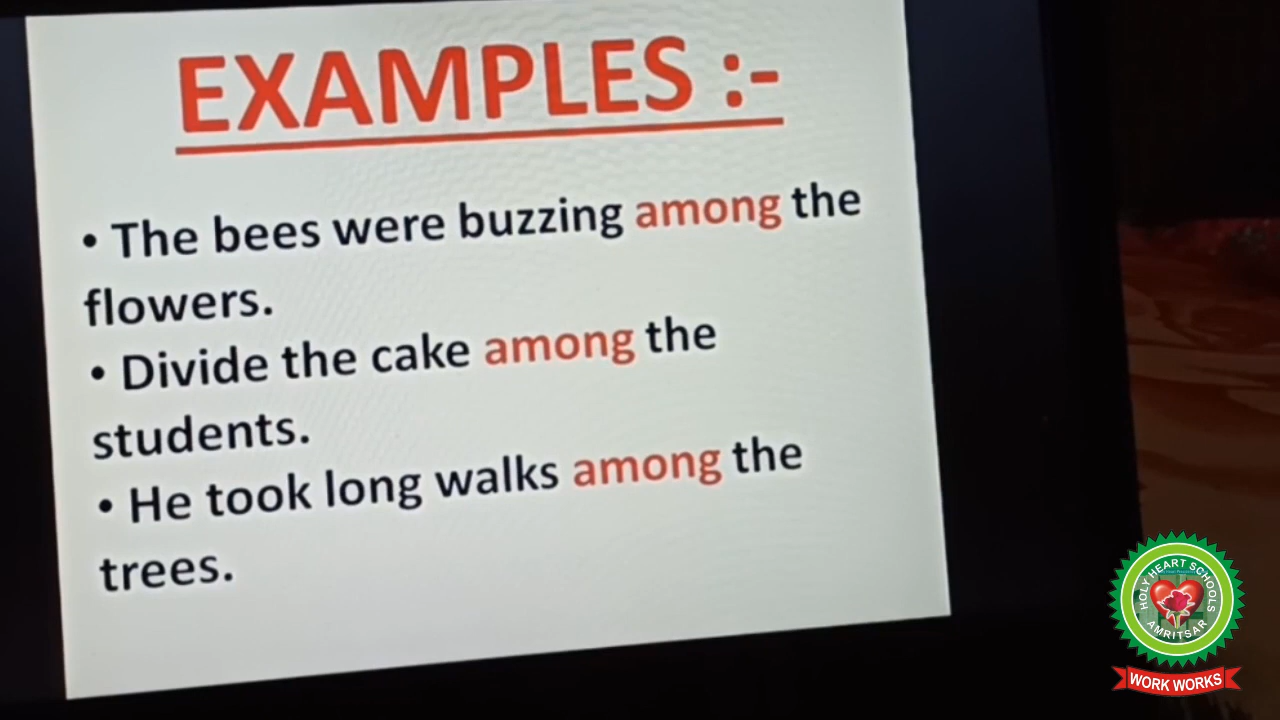 EXAMPLES :-
• The bees were buzzing among the
flowers.
• Divide the cake among the
students.
• He took long walks among the
trees.
HOLY HEART SCHOOLS
AMRITSAR
WORK WORKS